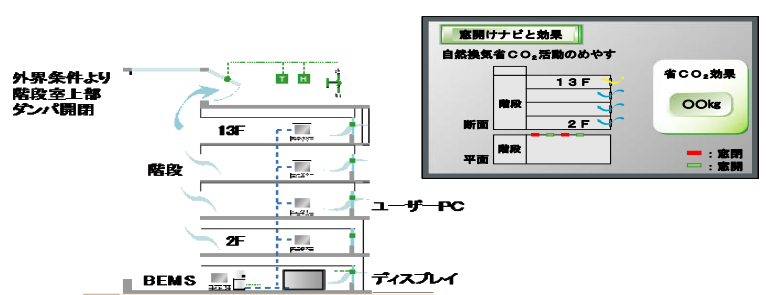 外界条件より
階段室上部
ダンパ開閉
T H
13F
階段
ユーザーPC
2F
BEMS
ディスプレイ
窓開けナビと効果
自然換気省CO₂活動のめやす
13F
階段
断面
2F
平面
階段
省CO₂効果
〇〇kg
：窓閉
：窓開